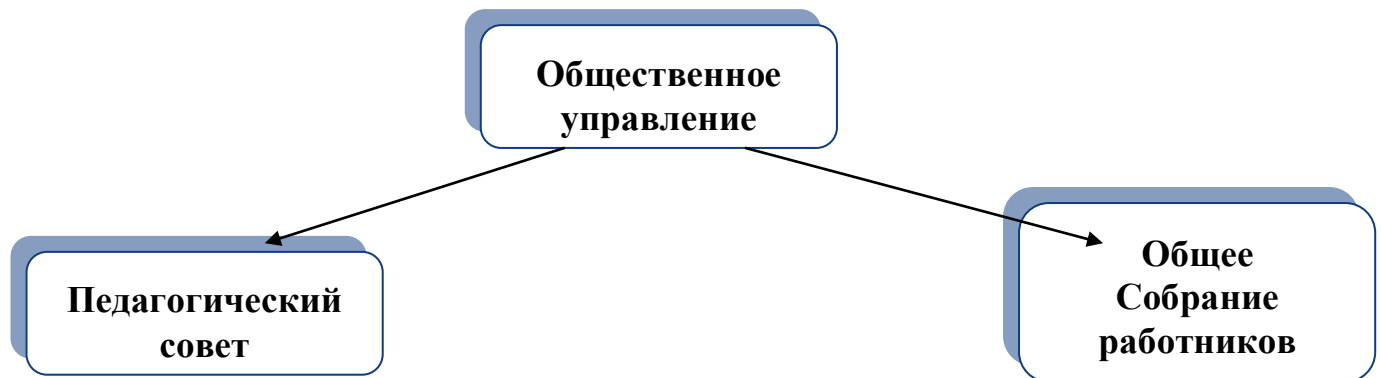 Общественное
управление
Педагогический
совет
Общее
Собрание
работников